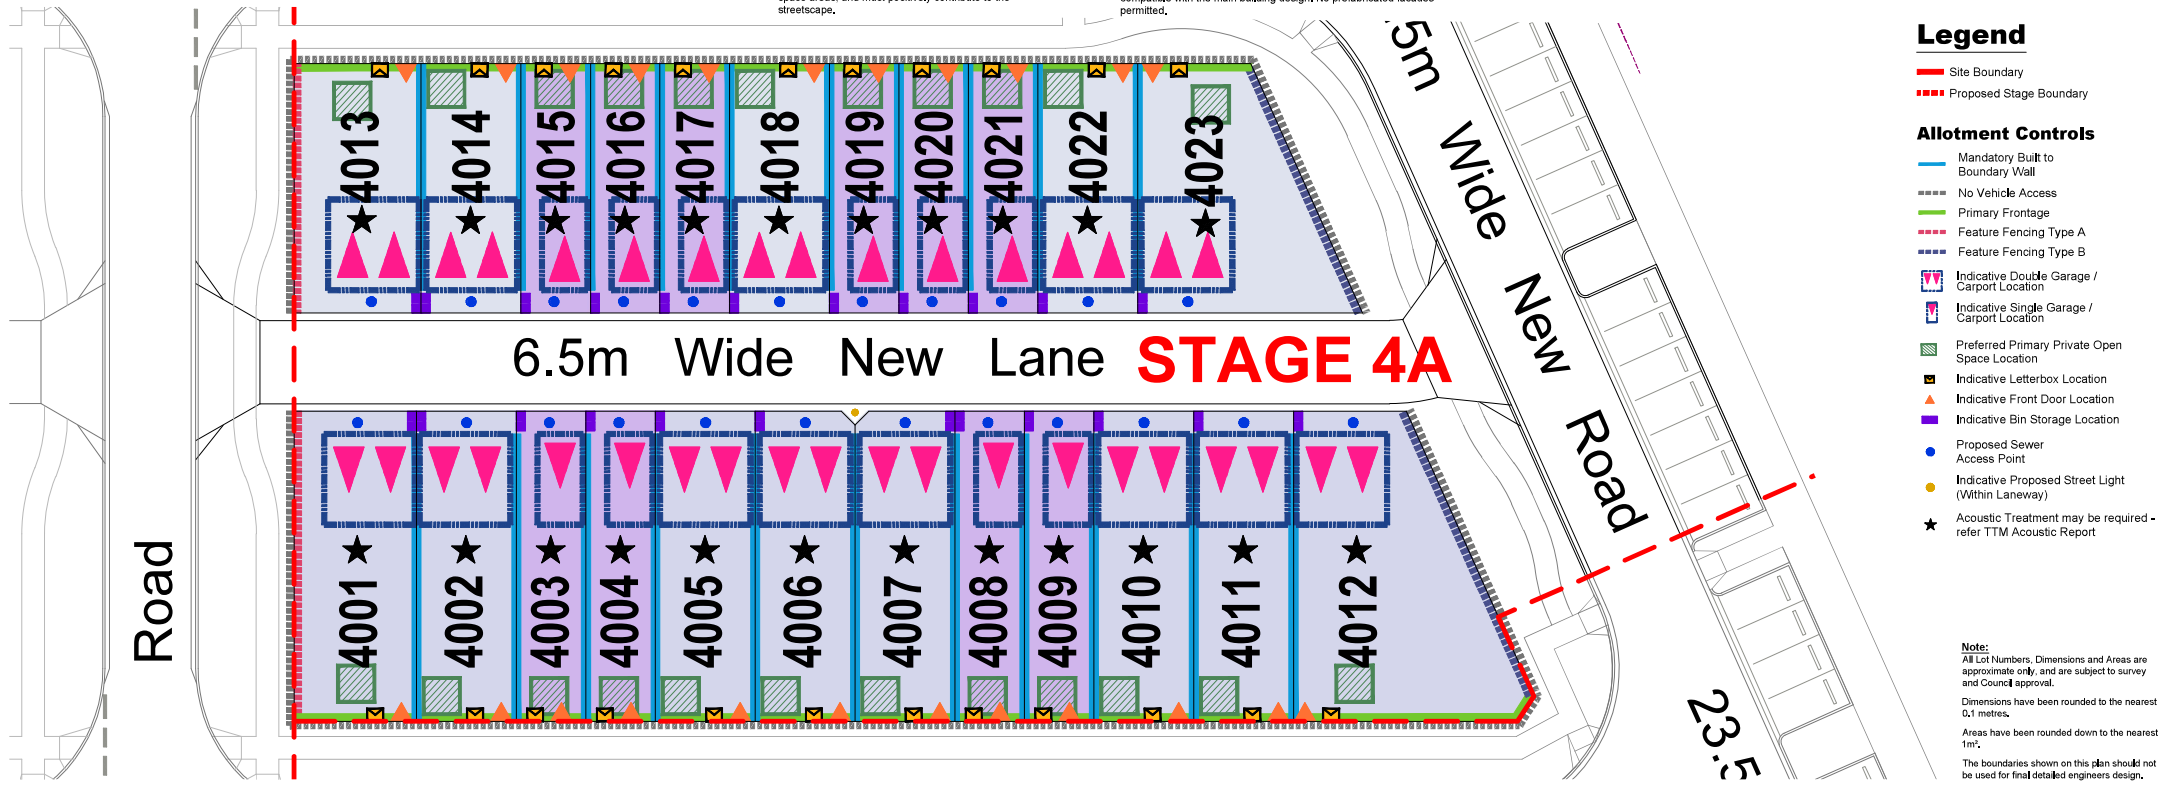 streetscape.
permitted.
4013
4014
4015
4016
4017
4018
4019
4020
4021
4022
4023
6.5m Wide New Lane
STAGE 4A
4001
4002
4003
4004
4005
4006
4007
4008
4009
4010
4011
4012
Road
5m Wide New Road
23.5
Legend
Site Boundary
Proposed Stage Boundary
Allotment Controls
Mandatory Built to
Boundary Wall
No Vehicle Access
Primary Frontage
Feature Fencing Type A
Feature Fencing Type B
Indicative Double Garage /
Carport Location
Indicative Single Garage /
Carport Location
Preferred Primary Private Open
Space Location
Indicative Letterbox Location
Indicative Front Door Location
Indicative Bin Storage Location
Proposed Sewer
Access Point
Indicative Proposed Street Light
(Within Laneway)
Acoustic Treatment may be required -
refer TTM Acoustic Report
Note:
All Lot Numbers, Dimensions and Areas are
approximate only, and are subject to survey
and Council approval.
Dimensions have been rounded to the nearest
0.1 metres.
Areas have been rounded down to the nearest
1m².
The boundaries shown on this plan should not
be used for final detailed engineers design.